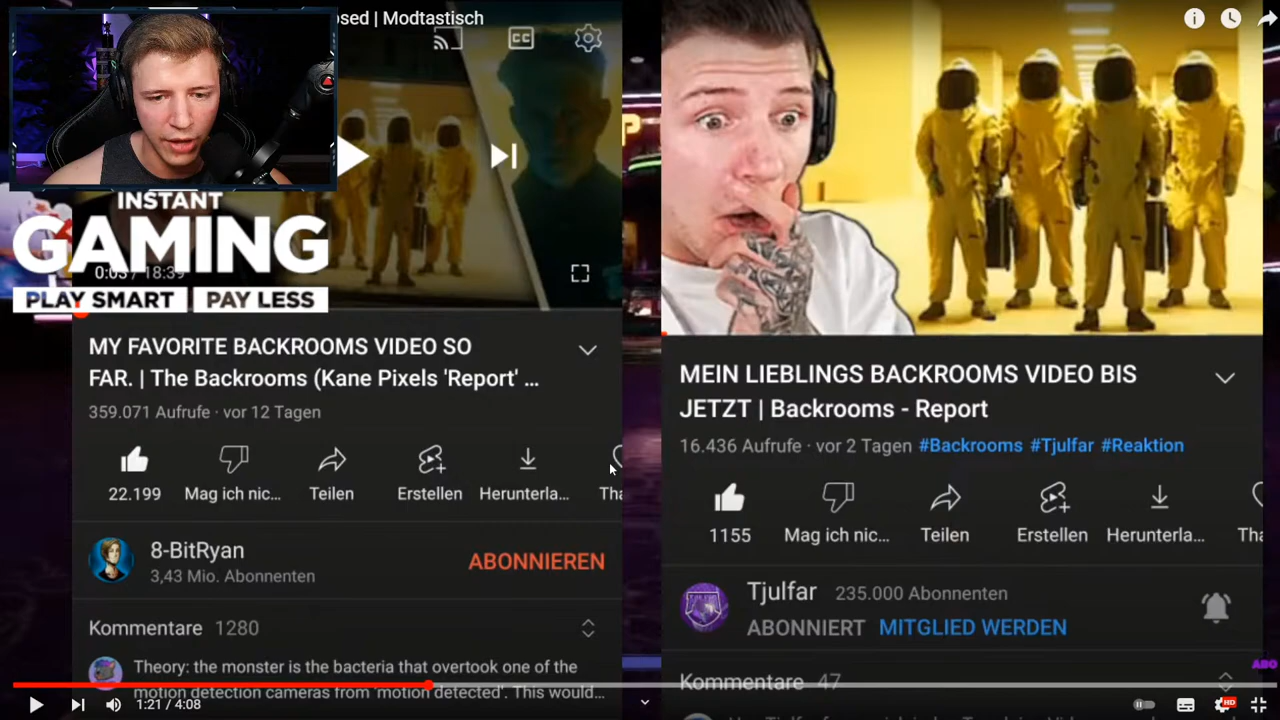 osed | Modtastisch
CC
INSTANT
GAMING
0:03 / 18:39
PLAY SMART PAY LESS
MY FAVORITE BACKROOMS VIDEO SO
FAR. | The Backrooms (Kane Pixels 'Report' ...
359.071 Aufrufe · vor 12 Tagen
22.199 Mag ich nic... Teilen Erstellen Herunterla... Tha
8-BitRyan
3,43 Mio. Abonnenten
ABONNIEREN
Kommentare 1280
Theory: the monster is the bacteria that overtook one of the
motion detection cameras from 'motion detected'. This would...
MEIN LIEBLINGS BACKROOMS VIDEO BIS
JETZT | Backrooms - Report
16.436 Aufrufe · vor 2 Tagen #Backrooms #Tjulfar #Reaktion
1155 Mag ich nic... Teilen Erstellen Herunterla... Tha
Tjulfar 235.000 Abonnenten
ABONNIERT MITGLIED WERDEN
Kommentare 47
ABO
1:21 / 4:08
HD